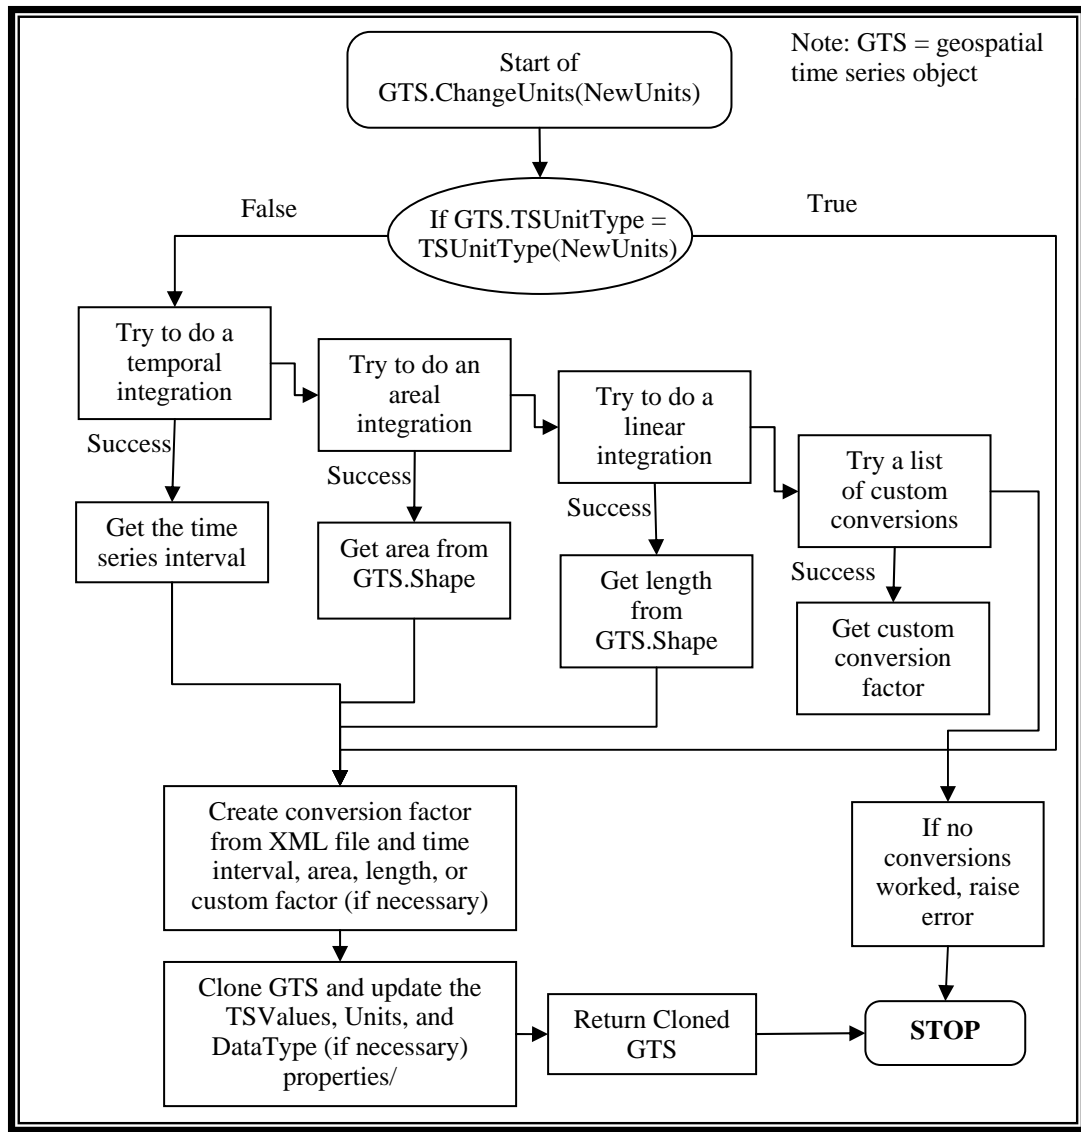 Note: GTS = geospatial
time series object
Start of
GTS.ChangeUnits(NewUnits)
False
True
If GTS.TSUnitType =
TSUnitType(NewUnits)
Try to do a
temporal
integration
Try to do an
areal
integration
Try to do a
linear
integration
Try a list
of custom
conversions
Success
Success
Success
Success
Get the time
series interval
Get area from
GTS.Shape
Get length
from
GTS.Shape
Get custom
conversion
factor
Create conversion factor
from XML file and time
interval, area, length, or
custom factor (if necessary)
If no
conversions
worked, raise
error
Clone GTS and update the
TSValues, Units, and
DataType (if necessary)
properties/
Return Cloned
GTS
STOP